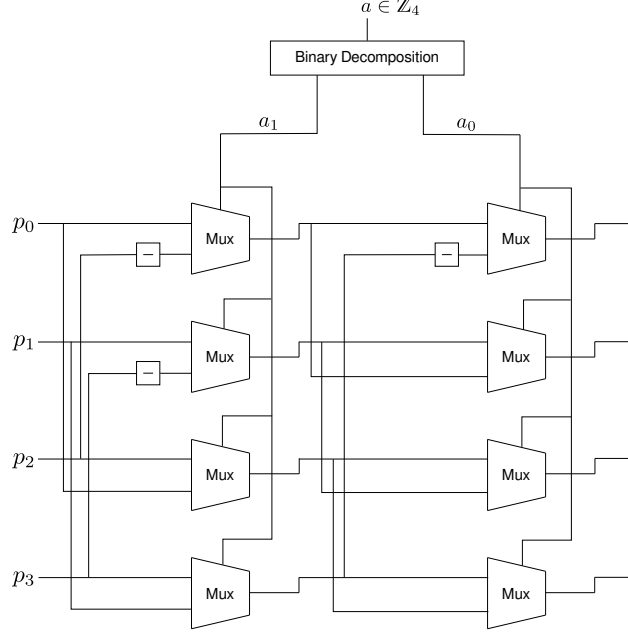 a ∈ ℤ₄
Binary Decomposition
a₁
a₀
p₀
Mux
Mux
−
−
p₁
Mux
Mux
−
p₂
Mux
Mux
p₃
Mux
Mux